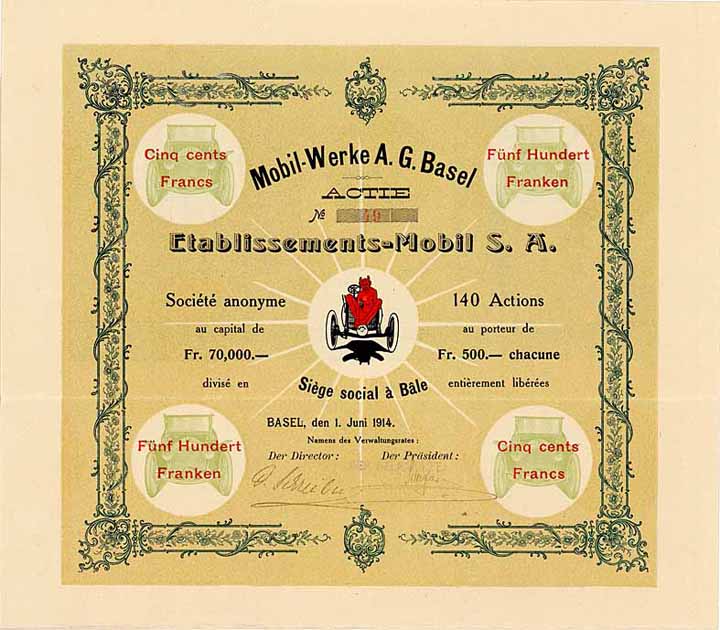 Cinq cents
Francs
Mobil-Werke A. G. Basel
Fünf Hundert
Franken
ACTIE
№ 49
Etablissements-Mobil S. A.
Société anonyme
au capital de
Fr. 70,000.—
divisé en
140 Actions
au porteur de
Fr. 500.— chacune
entièrement libérées
Siège social à Bâle
BASEL, den 1. Juni 1914.
Namens des Verwaltungsrates:
Der Director: Der Präsident:
Fünf Hundert
Franken
Cinq cents
Francs